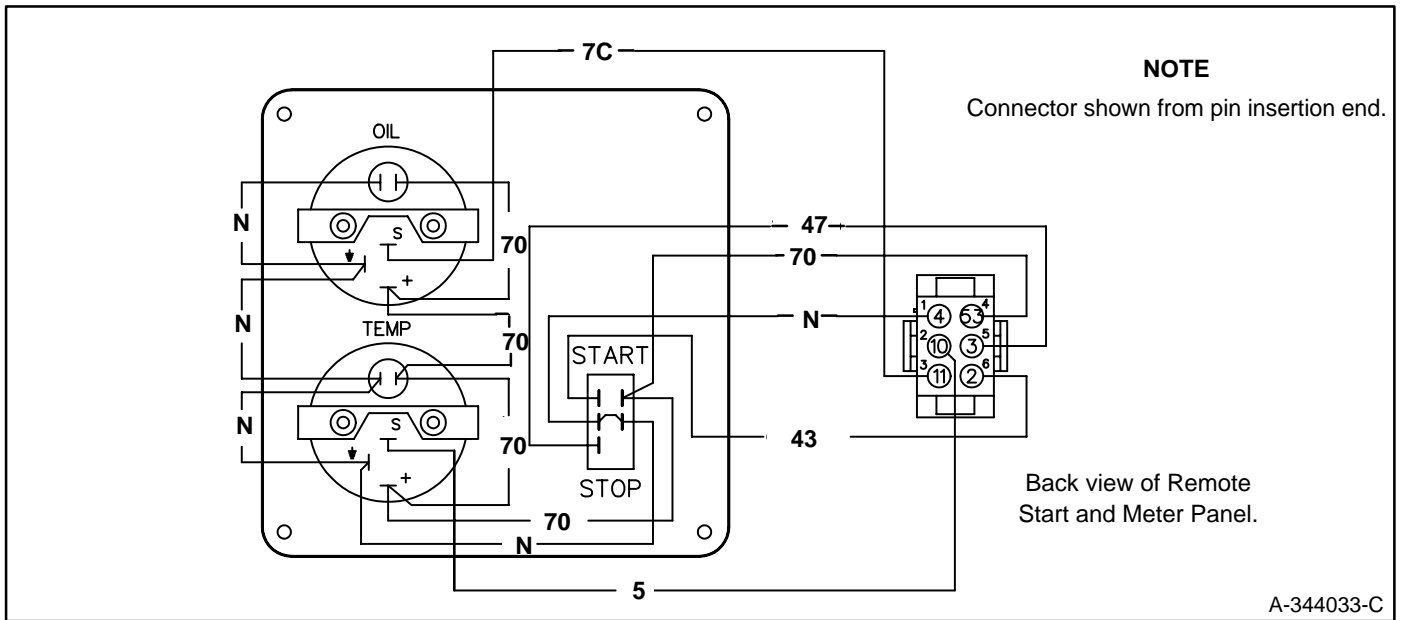 7C
NOTE
Connector shown from pin insertion end.
OIL
N
S
70
+
47
70
N
TEMP
70
N
START
1 4 53 4
2 10 3 5
3 11 2 6
N
S
70
43
+
STOP
Back view of Remote
Start and Meter Panel.
70
N
5
A-344033-C